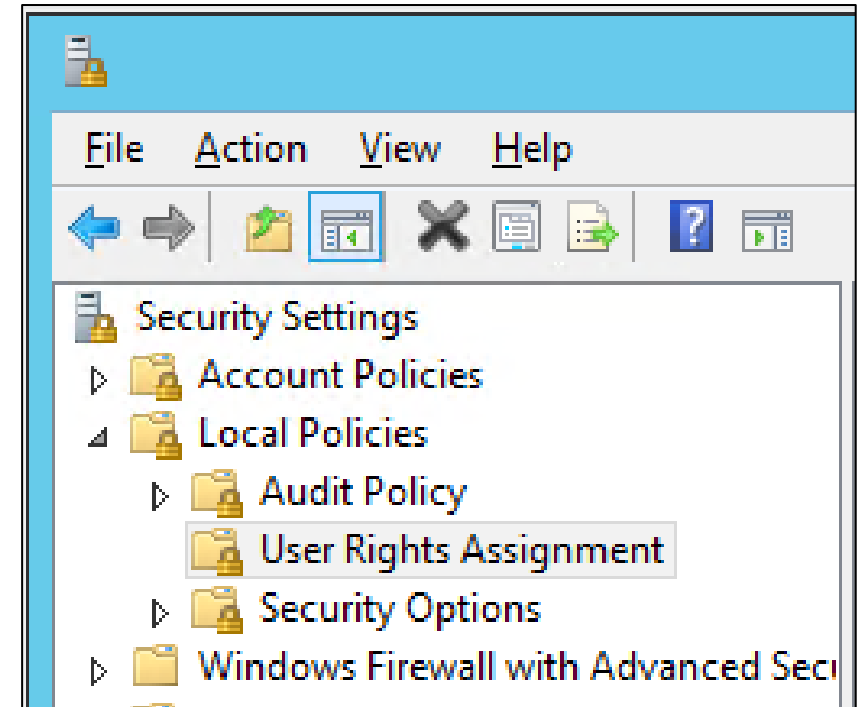 File Action View Help
?
Security Settings
Account Policies
Local Policies
Audit Policy
User Rights Assignment
Security Options
Windows Firewall with Advanced Secu